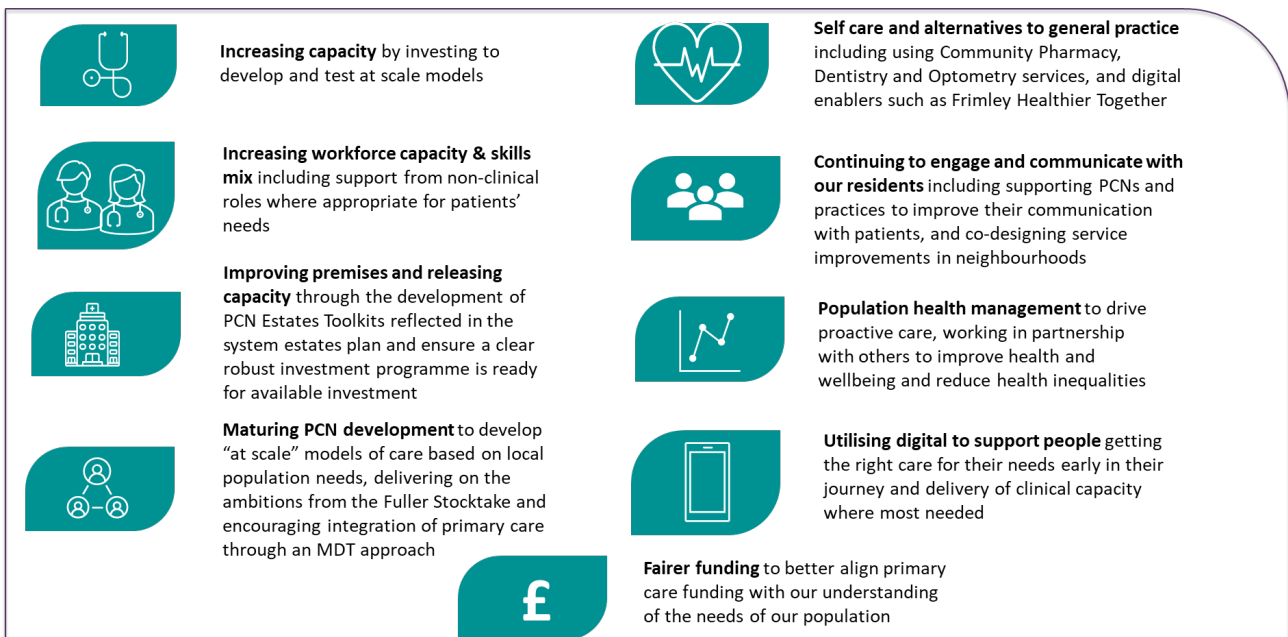 Increasing capacity by investing to
develop and test at scale models
Increasing workforce capacity & skills
mix including support from non-clinical
roles where appropriate for patients’
needs
Improving premises and releasing
capacity through the development of
PCN Estates Toolkits reflected in the
system estates plan and ensure a clear
robust investment programme is ready
for available investment
Maturing PCN development to develop
“at scale” models of care based on local
population needs, delivering on the
ambitions from the Fuller Stocktake and
encouraging integration of primary care
through an MDT approach
Self care and alternatives to general practice
including using Community Pharmacy,
Dentistry and Optometry services, and digital
enablers such as Frimley Healthier Together
Continuing to engage and communicate with
our residents including supporting PCNs and
practices to improve their communication
with patients, and co-designing service
improvements in neighbourhoods
Population health management to drive
proactive care, working in partnership
with others to improve health and
wellbeing and reduce health inequalities
Utilising digital to support people getting
the right care for their needs early in their
journey and delivery of clinical capacity
where most needed
£
Fairer funding to better align primary
care funding with our understanding
of the needs of our population